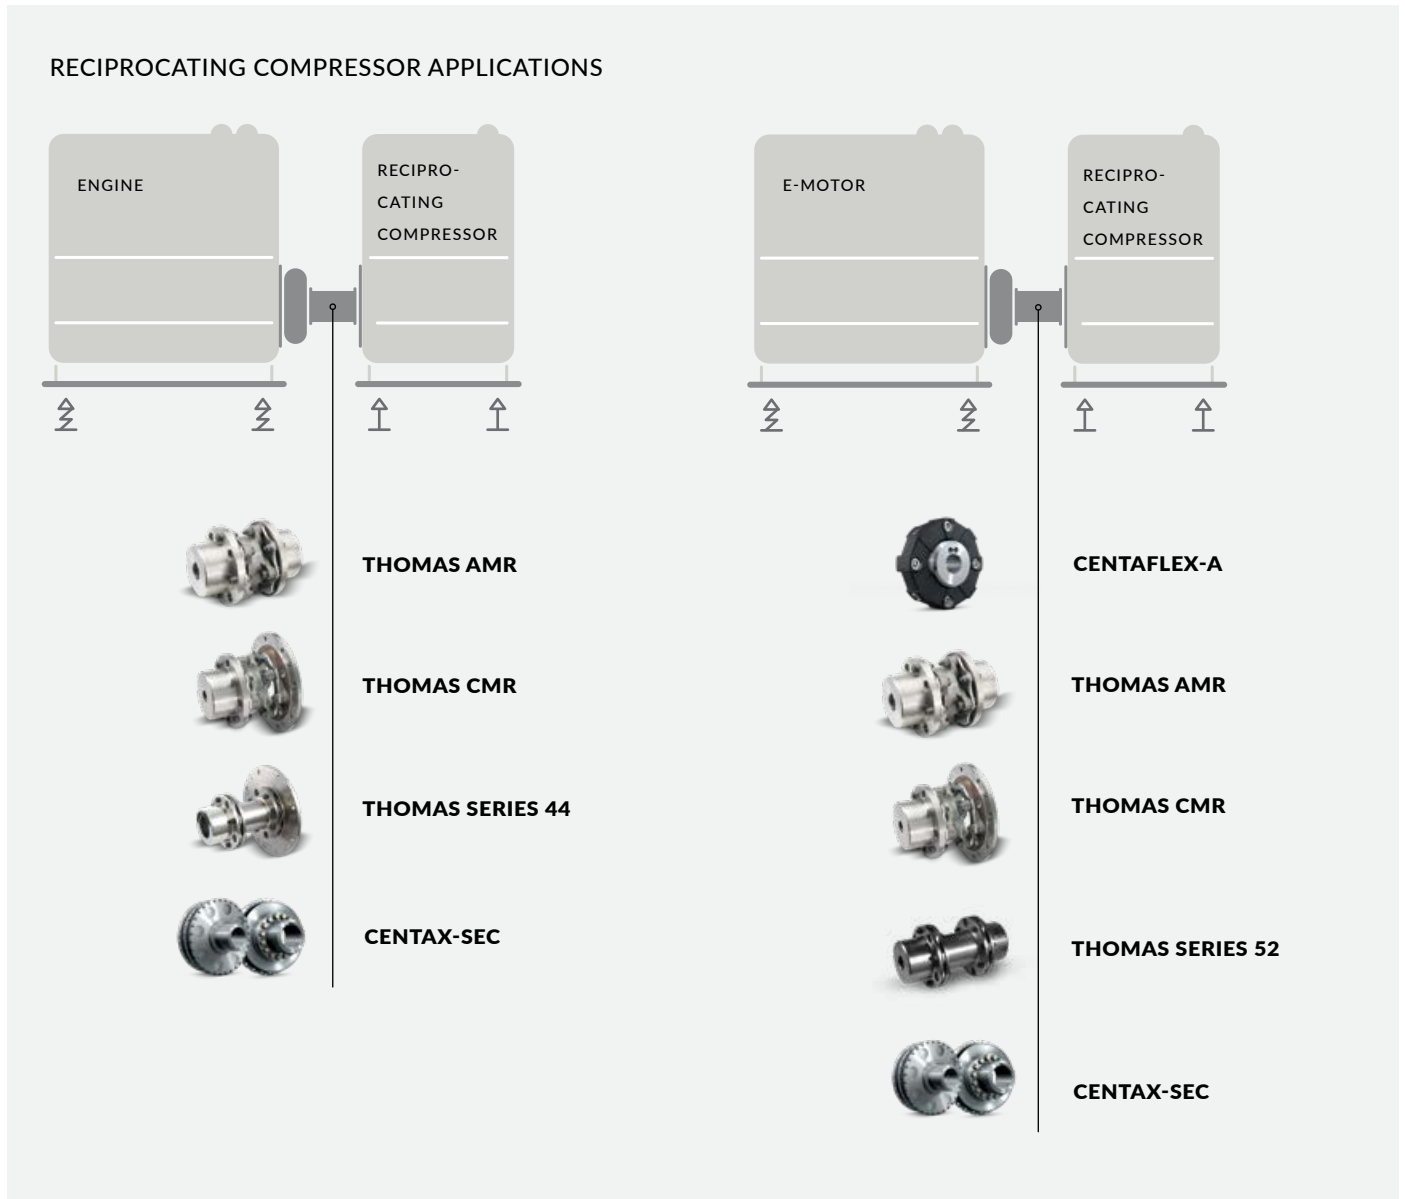 RECIPROCATING COMPRESSOR APPLICATIONS
ENGINE
RECIPRO-
CATING
COMPRESSOR
THOMAS AMR
THOMAS CMR
THOMAS SERIES 44
CENTAX-SEC
E-MOTOR
RECIPRO-
CATING
COMPRESSOR
CENTAFLEX-A
THOMAS AMR
THOMAS CMR
THOMAS SERIES 52
CENTAX-SEC